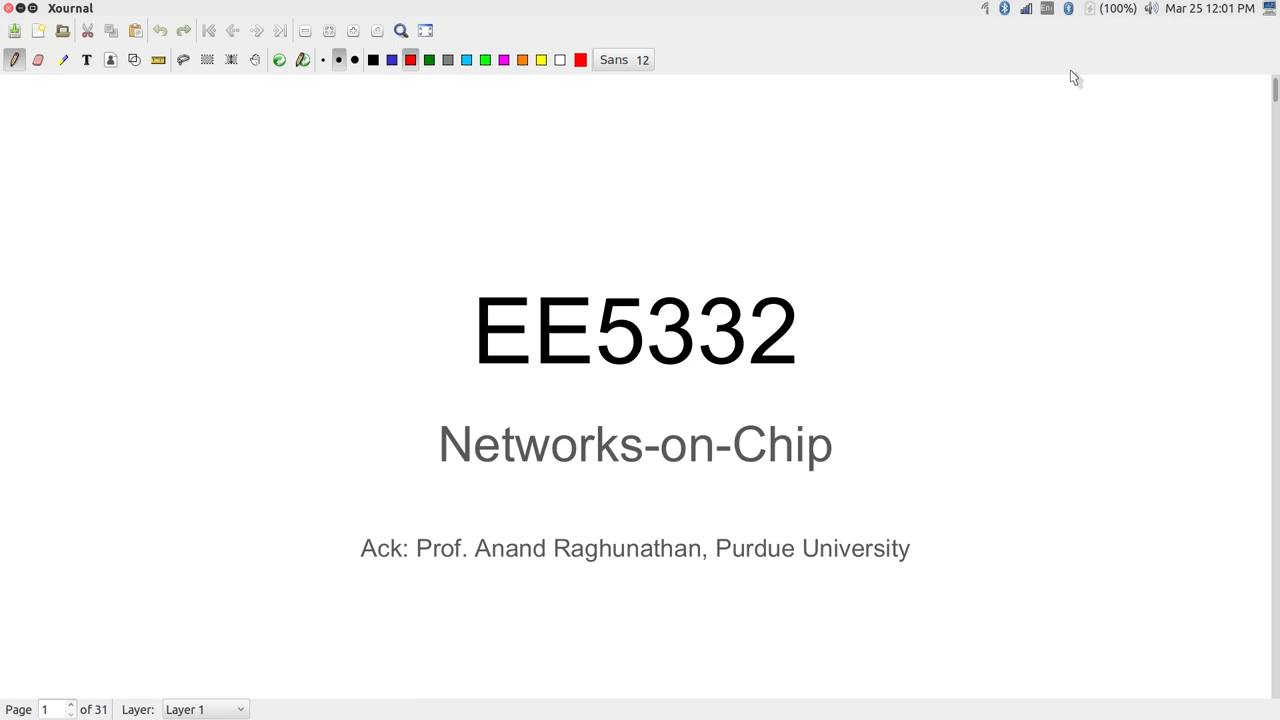 Xournal
En
(100%)
Mar 25 12:01 PM
T
Sans 12
EE5332
Networks-on-Chip
Ack: Prof. Anand Raghunathan, Purdue University
Page 1 of 31 Layer: Layer 1